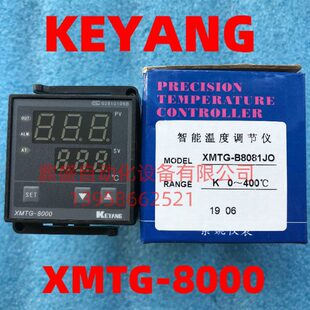 KEYANG
02810106B
OUT
PV
ALM
AT
SV
℃
SET
XMTG-8000
KEYANG
PRECISION
TEMPERATURE
CONTROLLER
智能温度调节仪
MODEL XMTG-B8081JO
RANGE K 0～400℃
19 06
XMTG-8000